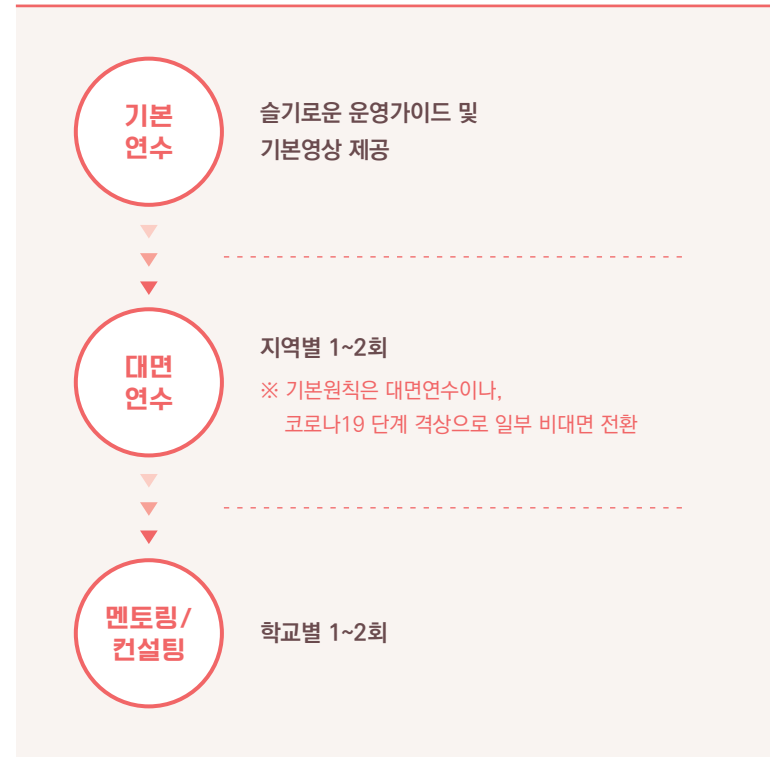 기본
연수
슬기로운 운영가이드 및
기본영상 제공
대면
연수
지역별 1~2회
※ 기본원칙은 대면연수이나,
코로나19 단계 격상으로 일부 비대면 전환
멘토링/
컨설팅
학교별 1~2회